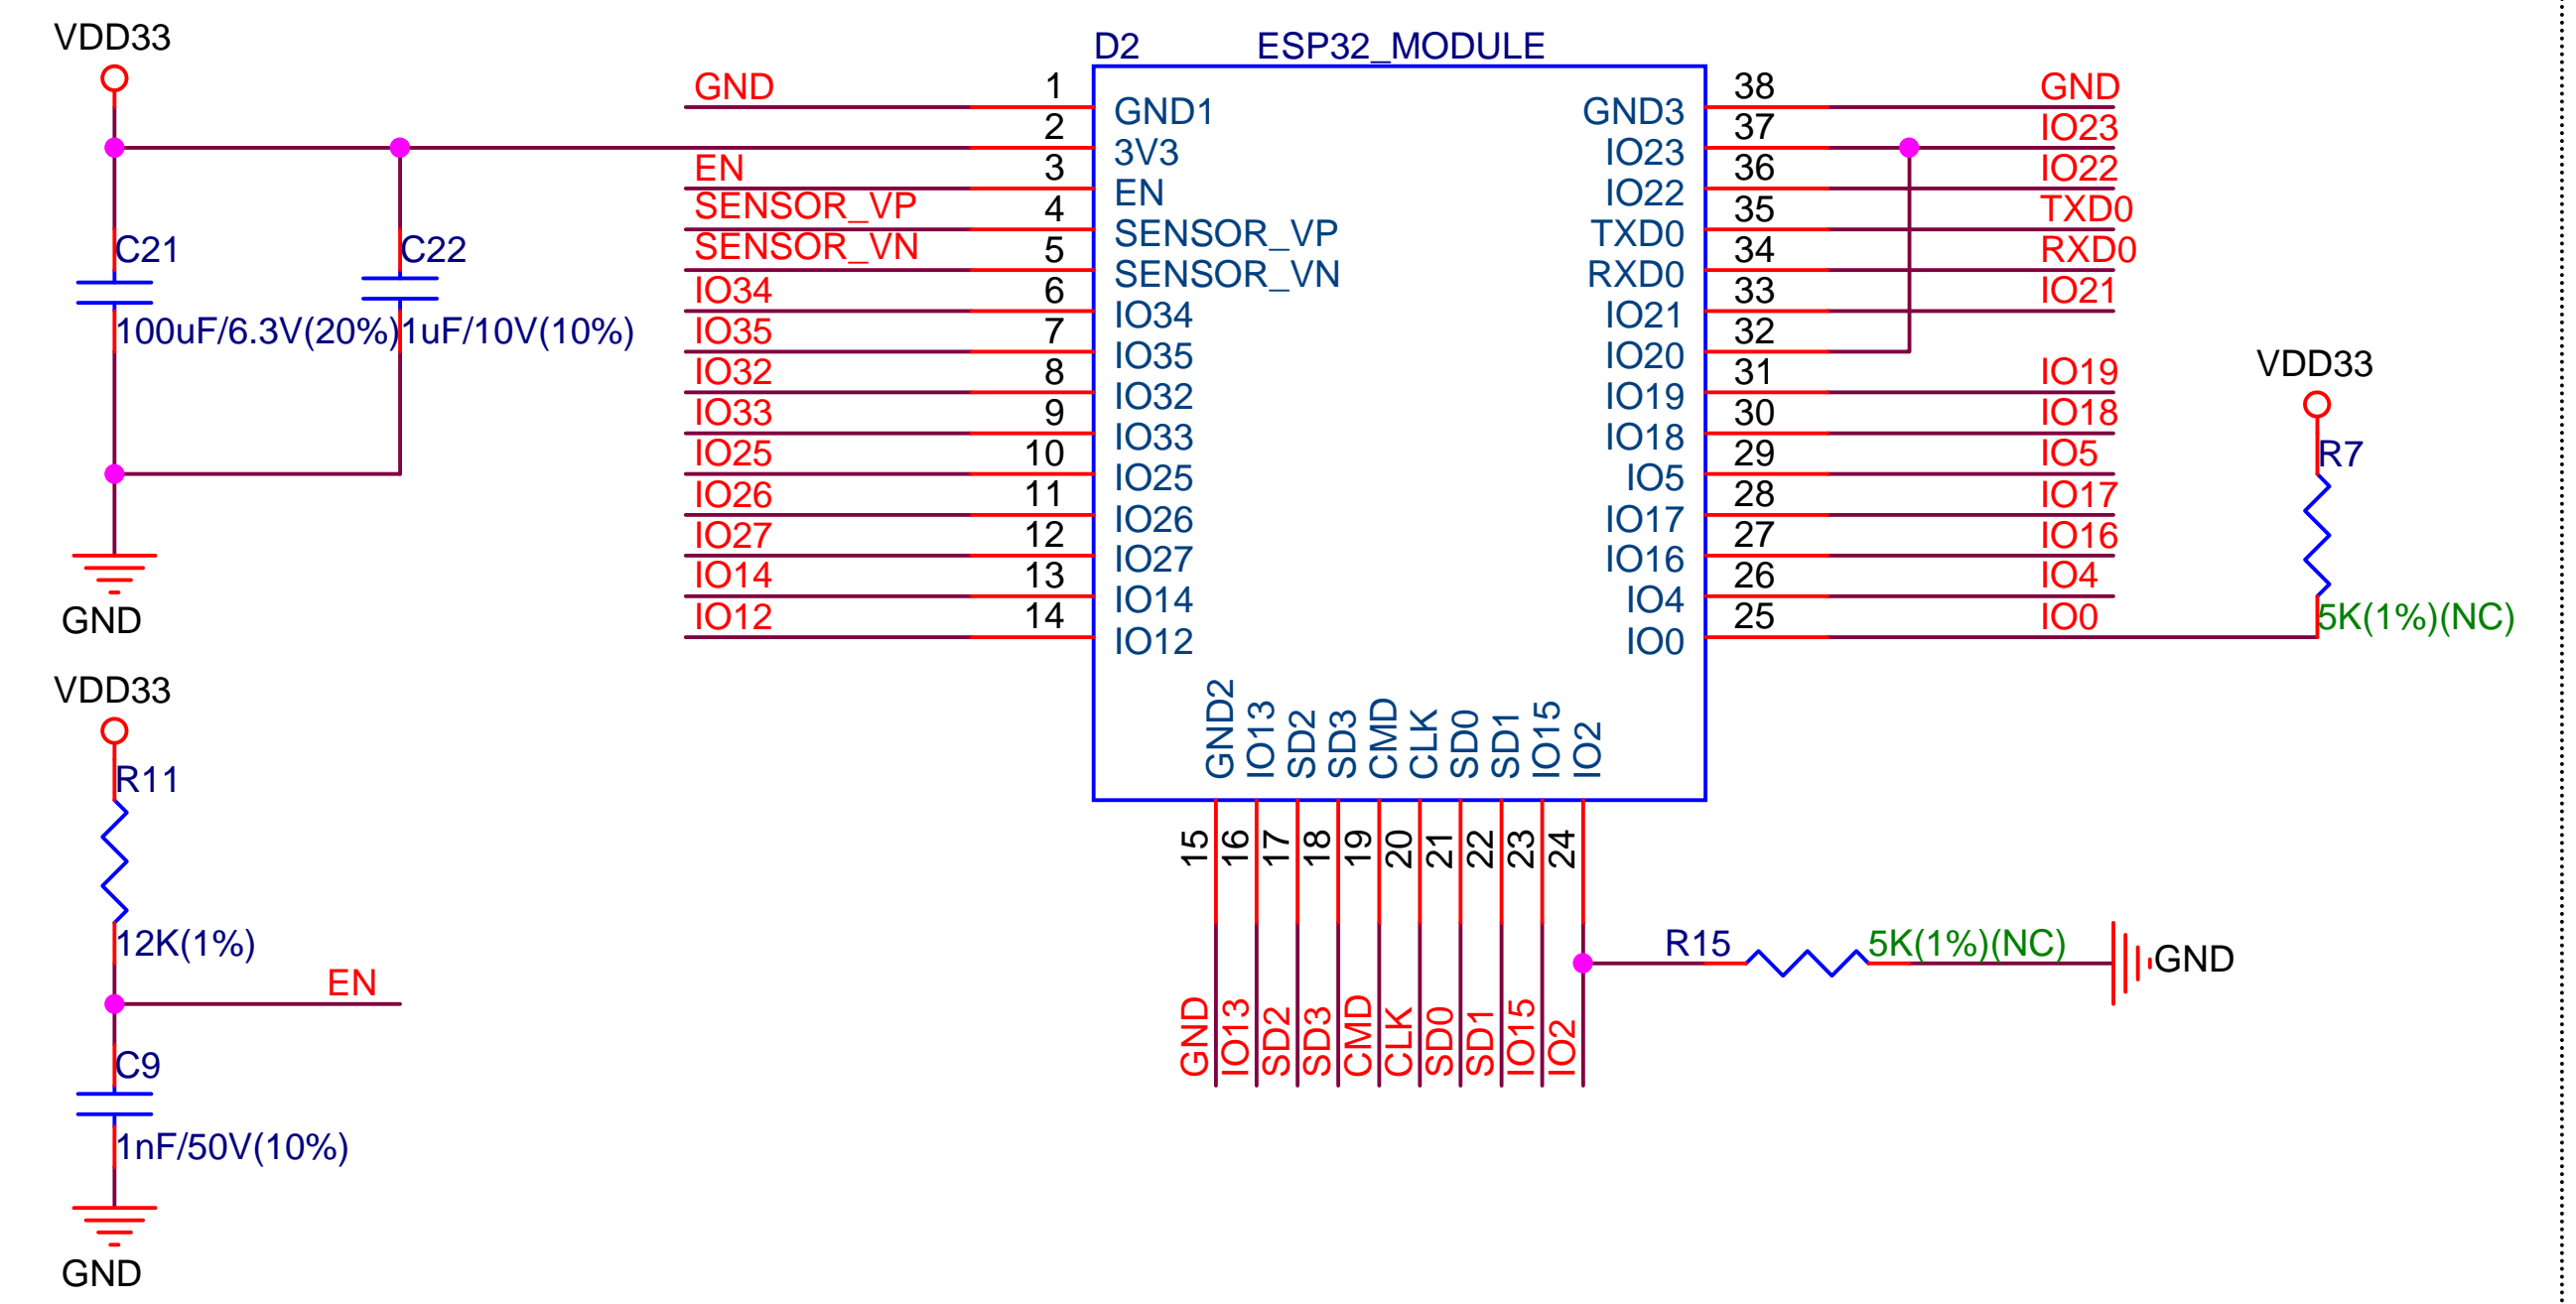 VDD33
C21
100uF/6.3V(20%)
C22
1uF/10V(10%)
GND
VDD33
R11
12K(1%)
EN
C9
1nF/50V(10%)
GND
D2 ESP32_MODULE
GND 1 GND1
2 3V3
EN 3 EN
SENSOR_VP 4 SENSOR_VP
SENSOR_VN 5 SENSOR_VN
IO34 6 IO34
IO35 7 IO35
IO32 8 IO32
IO33 9 IO33
IO25 10 IO25
IO26 11 IO26
IO27 12 IO27
IO14 13 IO14
IO12 14 IO12
GND3 38 GND
IO23 37 IO23
IO22 36 IO22
TXD0 35 TXD0
RXD0 34 RXD0
IO21 33 IO21
IO20 32
IO19 31 IO19
IO18 30 IO18
IO5 29 IO5
IO17 28 IO17
IO16 27 IO16
IO4 26 IO4
IO0 25 IO0
GND2 15 GND
IO13 16 IO13
SD2 17 SD2
SD3 18 SD3
CMD 19 CMD
CLK 20 CLK
SD0 21 SD0
SD1 22 SD1
IO15 23 IO15
IO2 24 IO2
VDD33
R7
5K(1%)(NC)
R15 5K(1%)(NC) GND